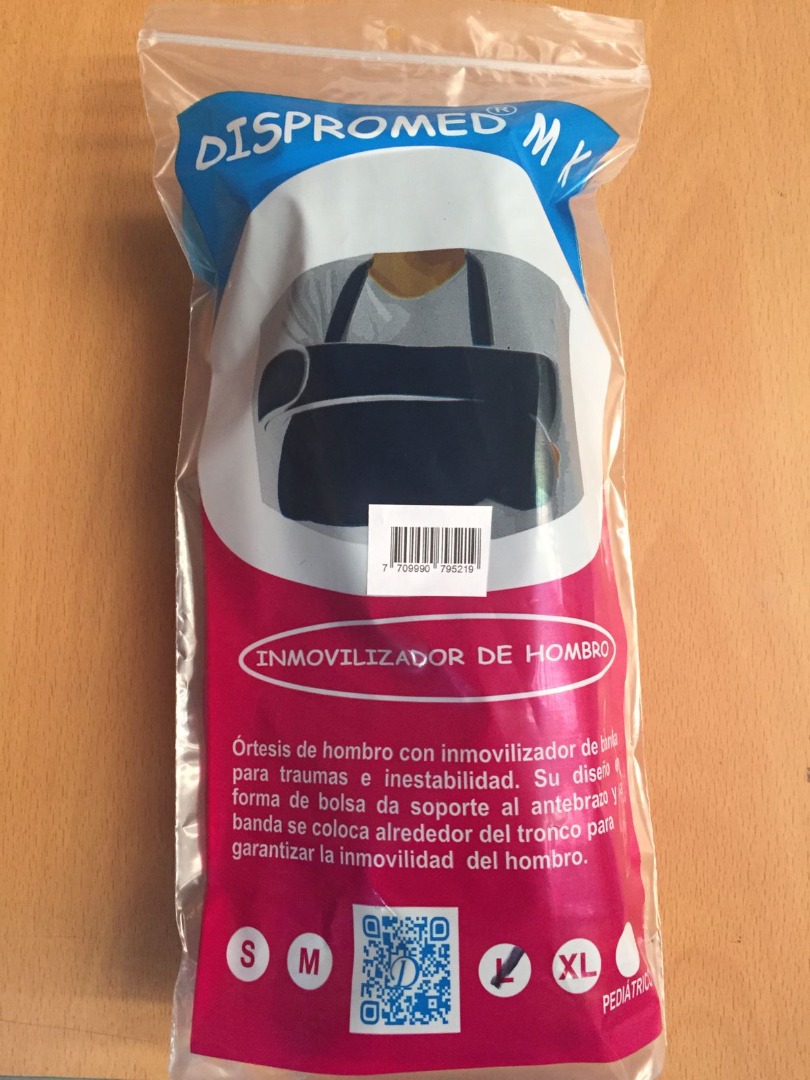 DISPROMED® MK
7 709990 795219
INMOVILIZADOR DE HOMBRO
Órtesis de hombro con inmovilizador de
para traumas e inestabilidad. Su diseño
forma de bolsa da soporte al antebrazo y
banda se coloca alrededor del tronco para
garantizar la inmovilidad del hombro.
S M D L XL
PEDIÁTRICO